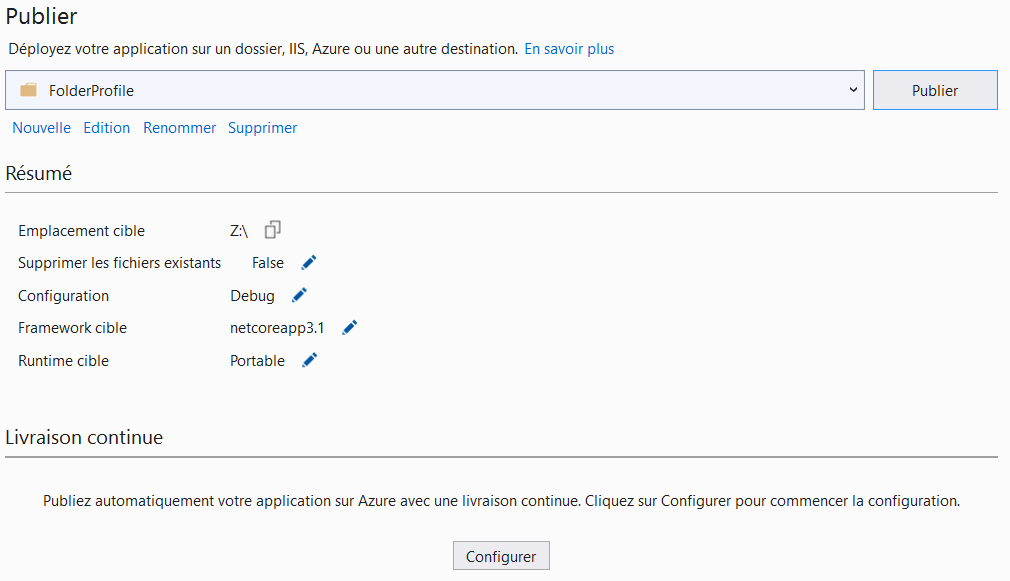 Publier
Déployez votre application sur un dossier, IIS, Azure ou une autre destination. En savoir plus
FolderProfile Publier
Nouvelle Edition Renommer Supprimer
Résumé
Emplacement cible Z:\
Supprimer les fichiers existants False
Configuration Debug
Framework cible netcoreapp3.1
Runtime cible Portable
Livraison continue
Publiez automatiquement votre application sur Azure avec une livraison continue. Cliquez sur Configurer pour commencer la configuration.
Configurer